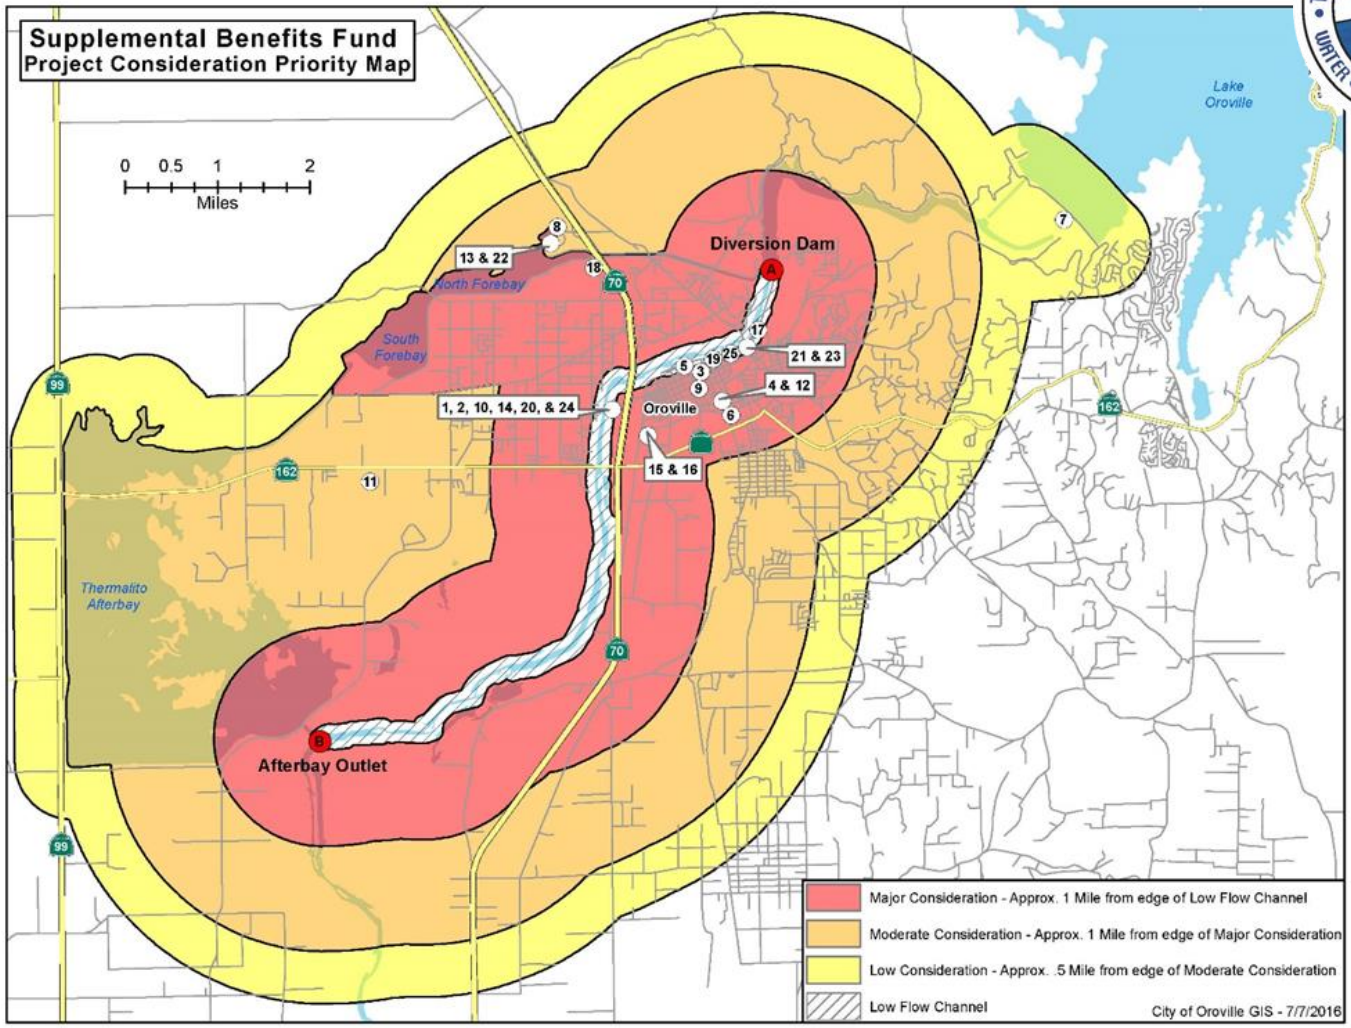 Supplemental Benefits Fund
Project Consideration Priority Map
WATER
Lake
Oroville
0 0.5 1 2
Miles
7
8
13 & 22
18
Diversion Dam
A
North Forebay
70
South
Forebay
17
5 3 19 25
21 & 23
9
4 & 12
99
1, 2, 10, 14, 20, & 24
Oroville
6
162
15 & 16
162
11
Thermalito
Afterbay
70
B
Afterbay Outlet
99
Major Consideration - Approx. 1 Mile from edge of Low Flow Channel
Moderate Consideration - Approx. 1 Mile from edge of Major Consideration
Low Consideration - Approx. .5 Mile from edge of Moderate Consideration
Low Flow Channel
City of Oroville GIS - 7/7/2016